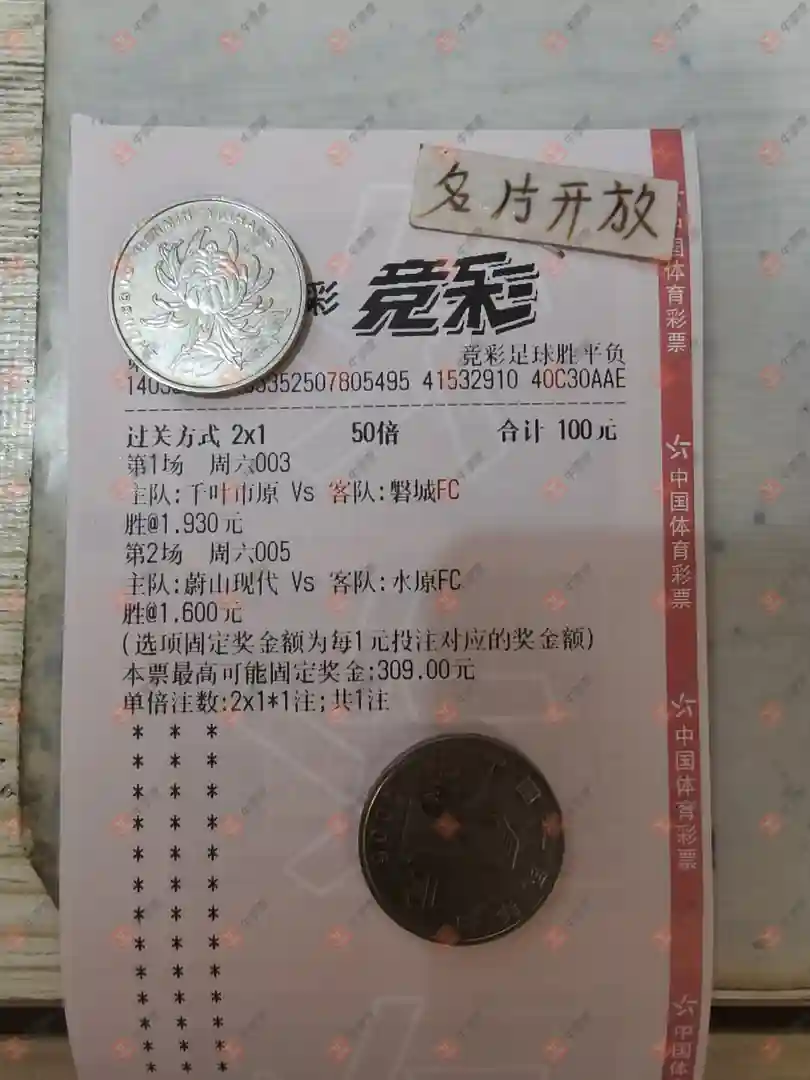 名片开放
彩 竞彩
竞彩足球胜平负
352507805495 41532910 40C30AAE
过关方式 2x1 50倍 合计 100元
第1场 周六003
主队:千叶市原 Vs 客队:磐城FC
胜@1.930元
第2场 周六005
主队:蔚山现代 Vs 客队:水原FC
胜@1.600元
(选项固定奖金额为每1元投注对应的奖金额)
本票最高可能固定奖金:309.00元
单倍注数:2x1*1注;共1注
* * *
* * *
* * *
* * *
* * *
* * *
* * *
* * *
* * *
* * *
* * *
* * *
中国体育彩票
中国体育彩票
中国体育彩票
中国体